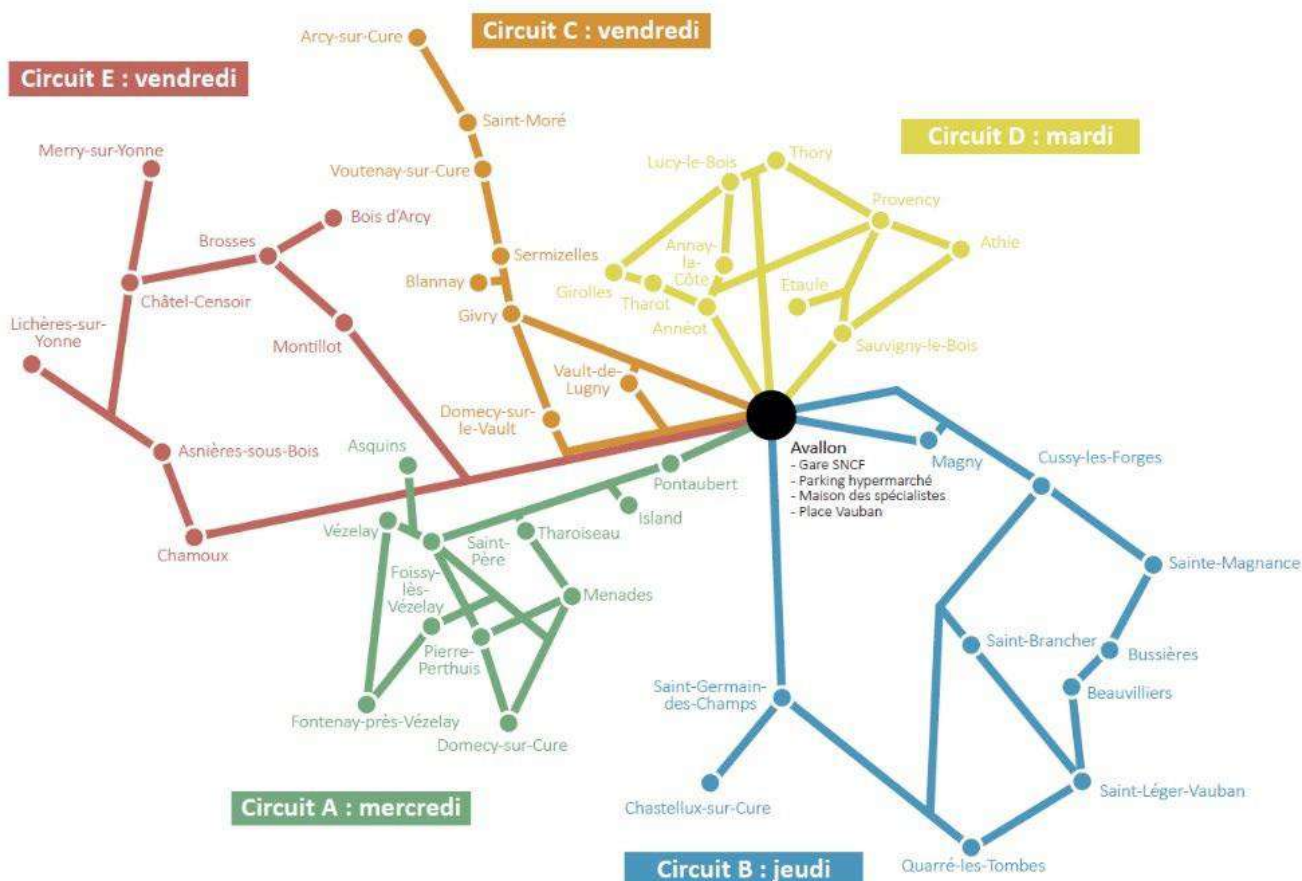 Arcy-sur-Cure
Circuit C : vendredi
Circuit E : vendredi
Saint-Moré
Circuit D : mardi
Merry-sur-Yonne
Voutenay-sur-Cure
Lucy-le-Bois
Thory
Bois d'Arcy
Provency
Brosses
Sermizelles
Annay-
la-
Côte
Athie
Blannay
Girolles
Tharot
Etaule
Châtel-Censoir
Givry
Annéot
Lichères-sur-
Yonne
Montillot
Sauvigny-le-Bois
Vault-de-
Lugny
Domecy-sur-
le-Vault
Asquins
Asnières-sous-Bois
Avallon
- Gare SNCF
- Parking hypermarché
- Maison des spécialistes
- Place Vauban
Magny
Cussy-les-Forges
Pontaubert
Island
Vézelay
Saint-
Père
Tharoiseau
Chamoux
Foissy-
lès-
Vézelay
Menades
Sainte-Magnance
Pierre-
Perthuis
Saint-Brancher
Bussières
Saint-Germain-
des-Champs
Beauvilliers
Fontenay-près-Vézelay
Domecy-sur-Cure
Chastellux-sur-Cure
Saint-Léger-Vauban
Circuit A : mercredi
Quarré-les-Tombes
Circuit B : jeudi